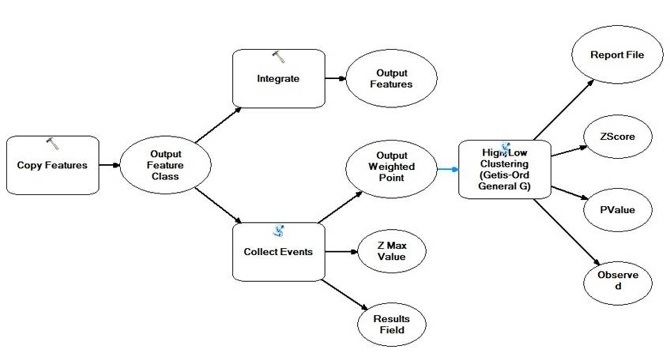 Copy Features
Output
Feature
Class
Integrate
Output
Features
Collect Events
Output
Weighted
Point
Z Max
Value
Results
Field
High/Low
Clustering
(Getis-Ord
General G)
Report File
ZScore
PValue
Observe
d